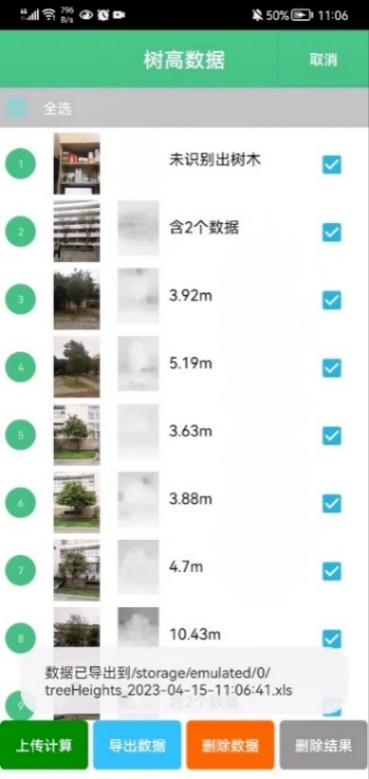 796
B/s
50%
11:06
树高数据
取消
全选
1
未识别出树木
2
含2个数据
3
3.92m
4
5.19m
5
3.63m
6
3.88m
7
4.7m
8
10.43m
数据已导出到/storage/emulated/0/
treeHeights_2023-04-15-11:06:41.xls
9
含2个数据
上传计算
导出数据
删除数据
删除结果